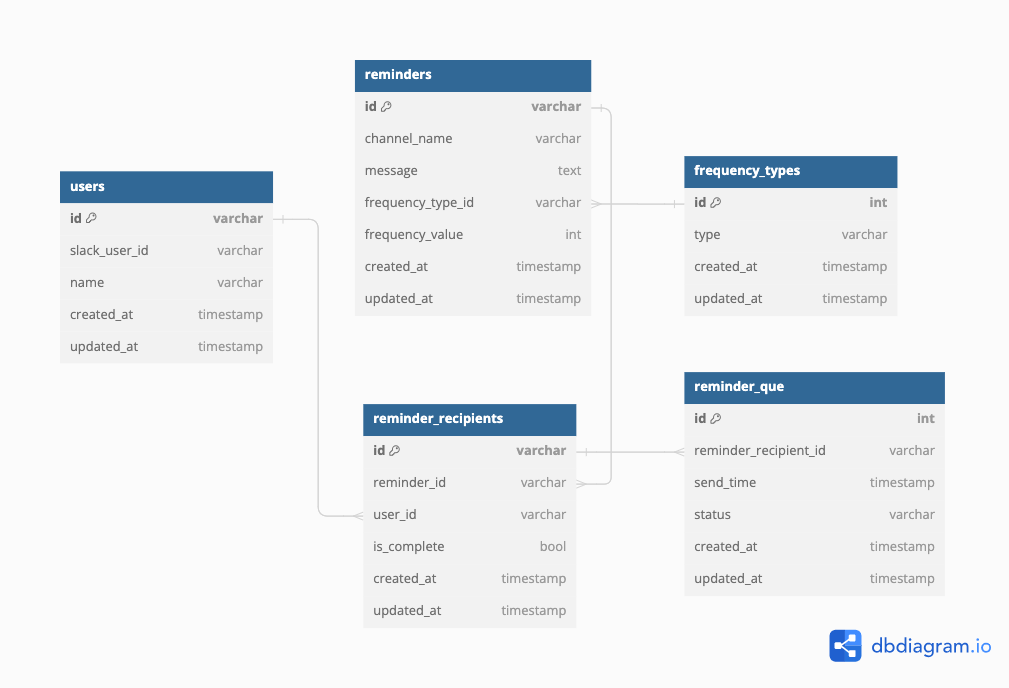 users
id varchar
slack_user_id varchar
name varchar
created_at timestamp
updated_at timestamp
reminders
id varchar
channel_name varchar
message text
frequency_type_id varchar
frequency_value int
created_at timestamp
updated_at timestamp
frequency_types
id int
type varchar
created_at timestamp
updated_at timestamp
reminder_recipients
id varchar
reminder_id varchar
user_id varchar
is_complete bool
created_at timestamp
updated_at timestamp
reminder_que
id int
reminder_recipient_id varchar
send_time timestamp
status varchar
created_at timestamp
updated_at timestamp
dbdiagram.io